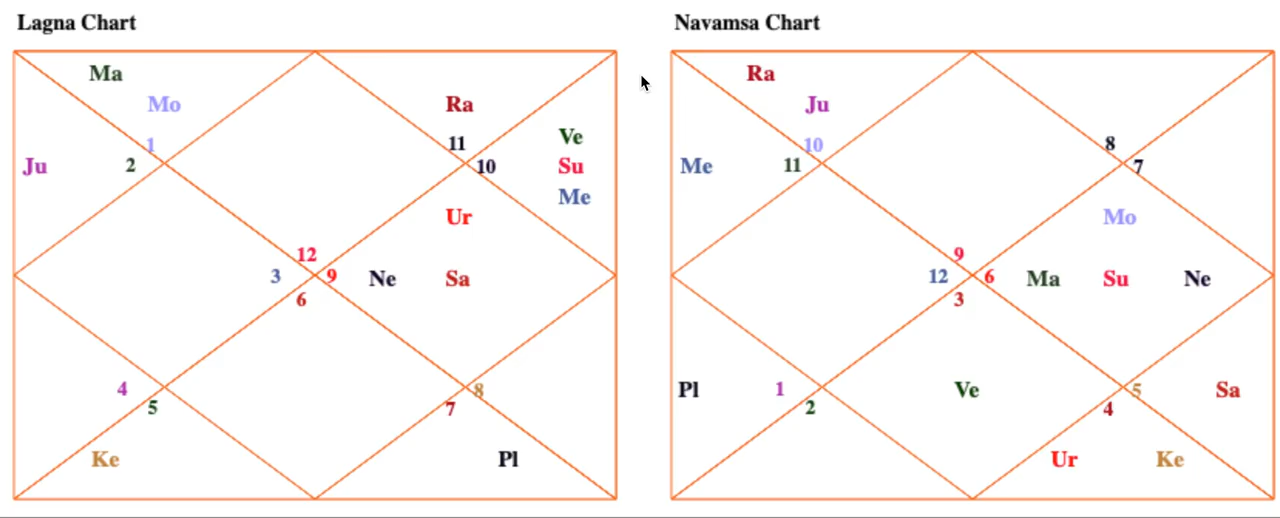 Lagna Chart
Ma
Mo
Ra
1
11
Ve
Ju
2
10
Su
Me
Ur
12
3
9
Ne
Sa
6
4
8
5
7
Ke
Pl
Navamsa Chart
Ra
Ju
10
8
Me
11
7
Mo
9
12
6
Ma
Su
Ne
3
Pl
1
Ve
5
Sa
2
4
Ur
Ke